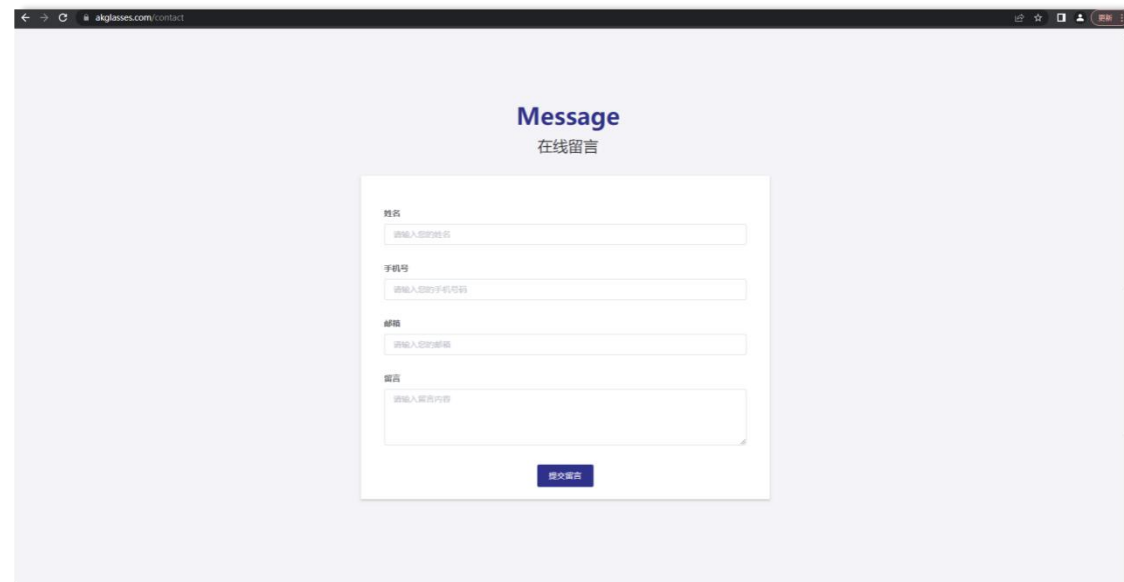 akglasses.com/contact
更新
Message
在线留言
姓名
请输入您的姓名
手机号
请输入您的手机号码
邮箱
请输入您的邮箱
留言
请输入留言内容
提交留言